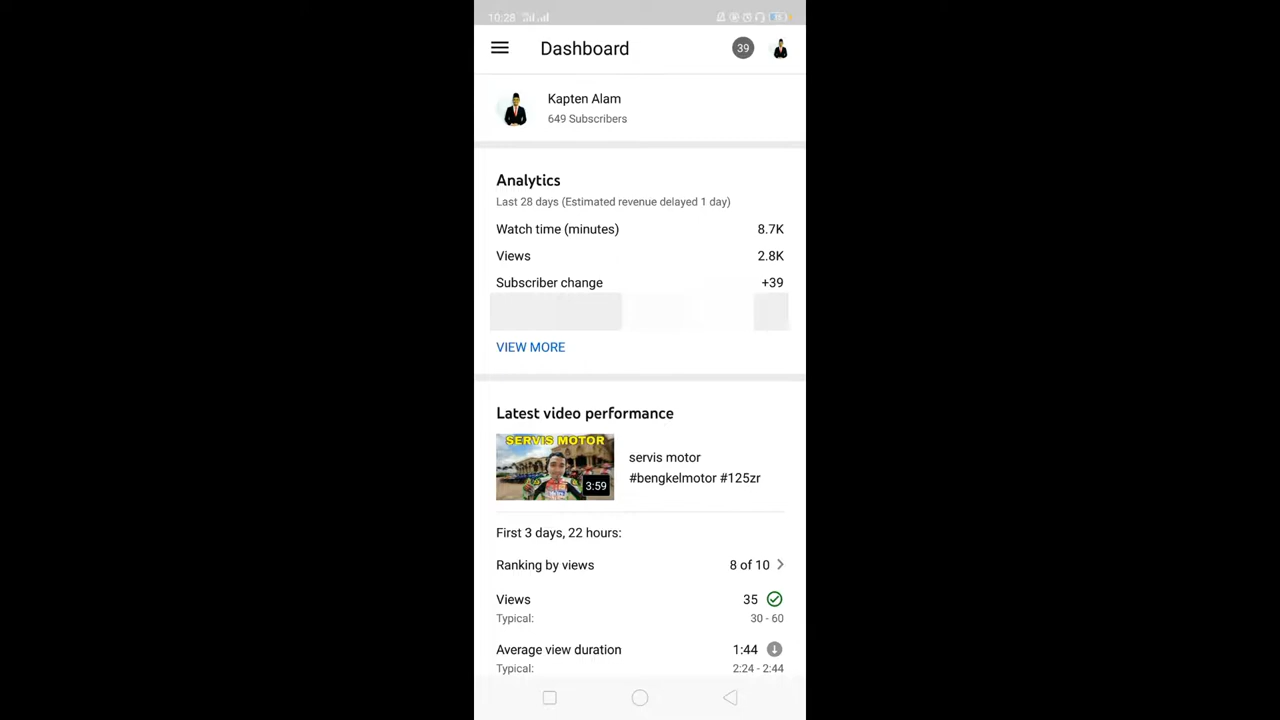 10:28
Dashboard
39
Kapten Alam
649 Subscribers
Analytics
Last 28 days (Estimated revenue delayed 1 day)
Watch time (minutes) 8.7K
Views 2.8K
Subscriber change +39
VIEW MORE
Latest video performance
SERVIS MOTOR
3:59
servis motor
#bengkelmotor #125zr
First 3 days, 22 hours:
Ranking by views 8 of 10
Views 35
Typical: 30 - 60
Average view duration 1:44
Typical: 2:24 - 2:44